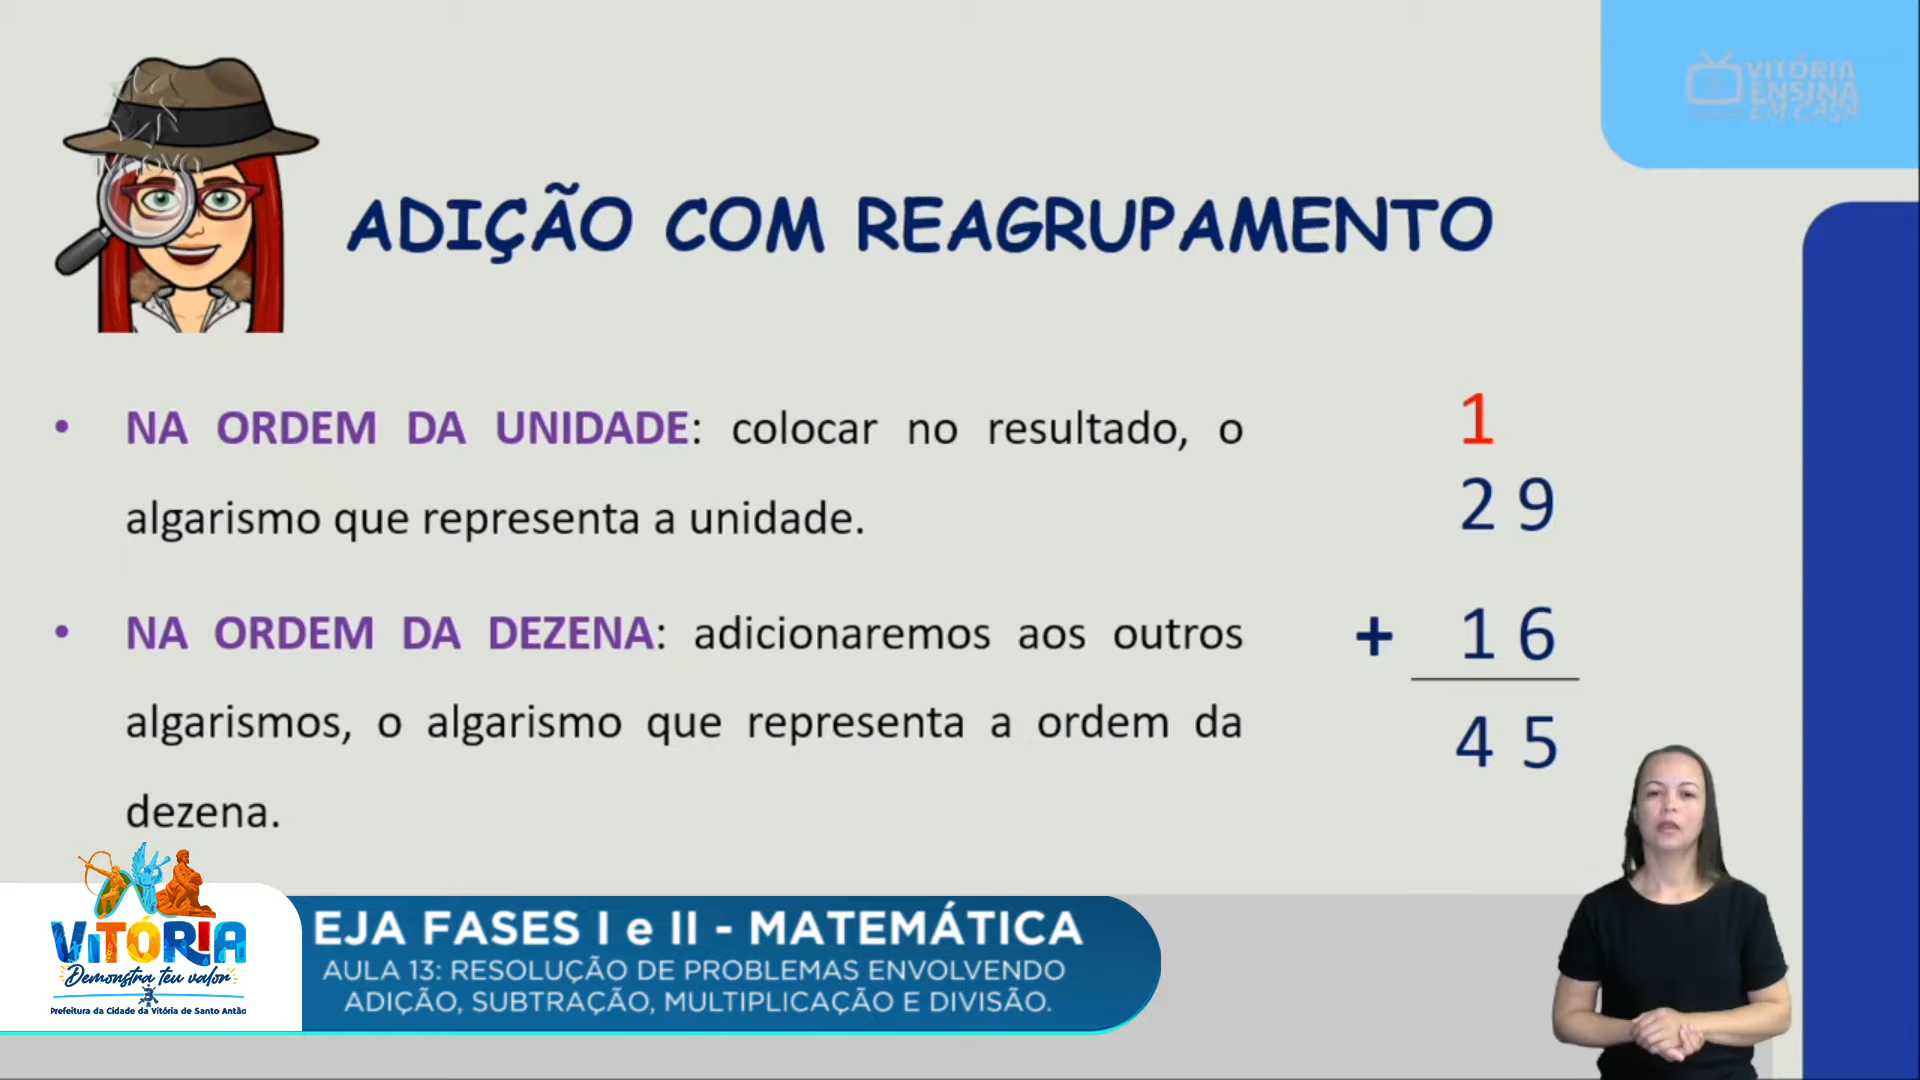 VITÓRIA
ENSINA
EM CASA
Inova
ADIÇÃO COM REAGRUPAMENTO
• NA ORDEM DA UNIDADE: colocar no resultado, o
algarismo que representa a unidade.
• NA ORDEM DA DEZENA: adicionaremos aos outros
algarismos, o algarismo que representa a ordem da
dezena.
1
2 9
+ 1 6
4 5
VITÓRIA
Demonstra teu valor
Prefeitura da Cidade da Vitória de Santo Antão
EJA FASES I e II - MATEMÁTICA
AULA 13: RESOLUÇÃO DE PROBLEMAS ENVOLVENDO
ADIÇÃO, SUBTRAÇÃO, MULTIPLICAÇÃO E DIVISÃO.